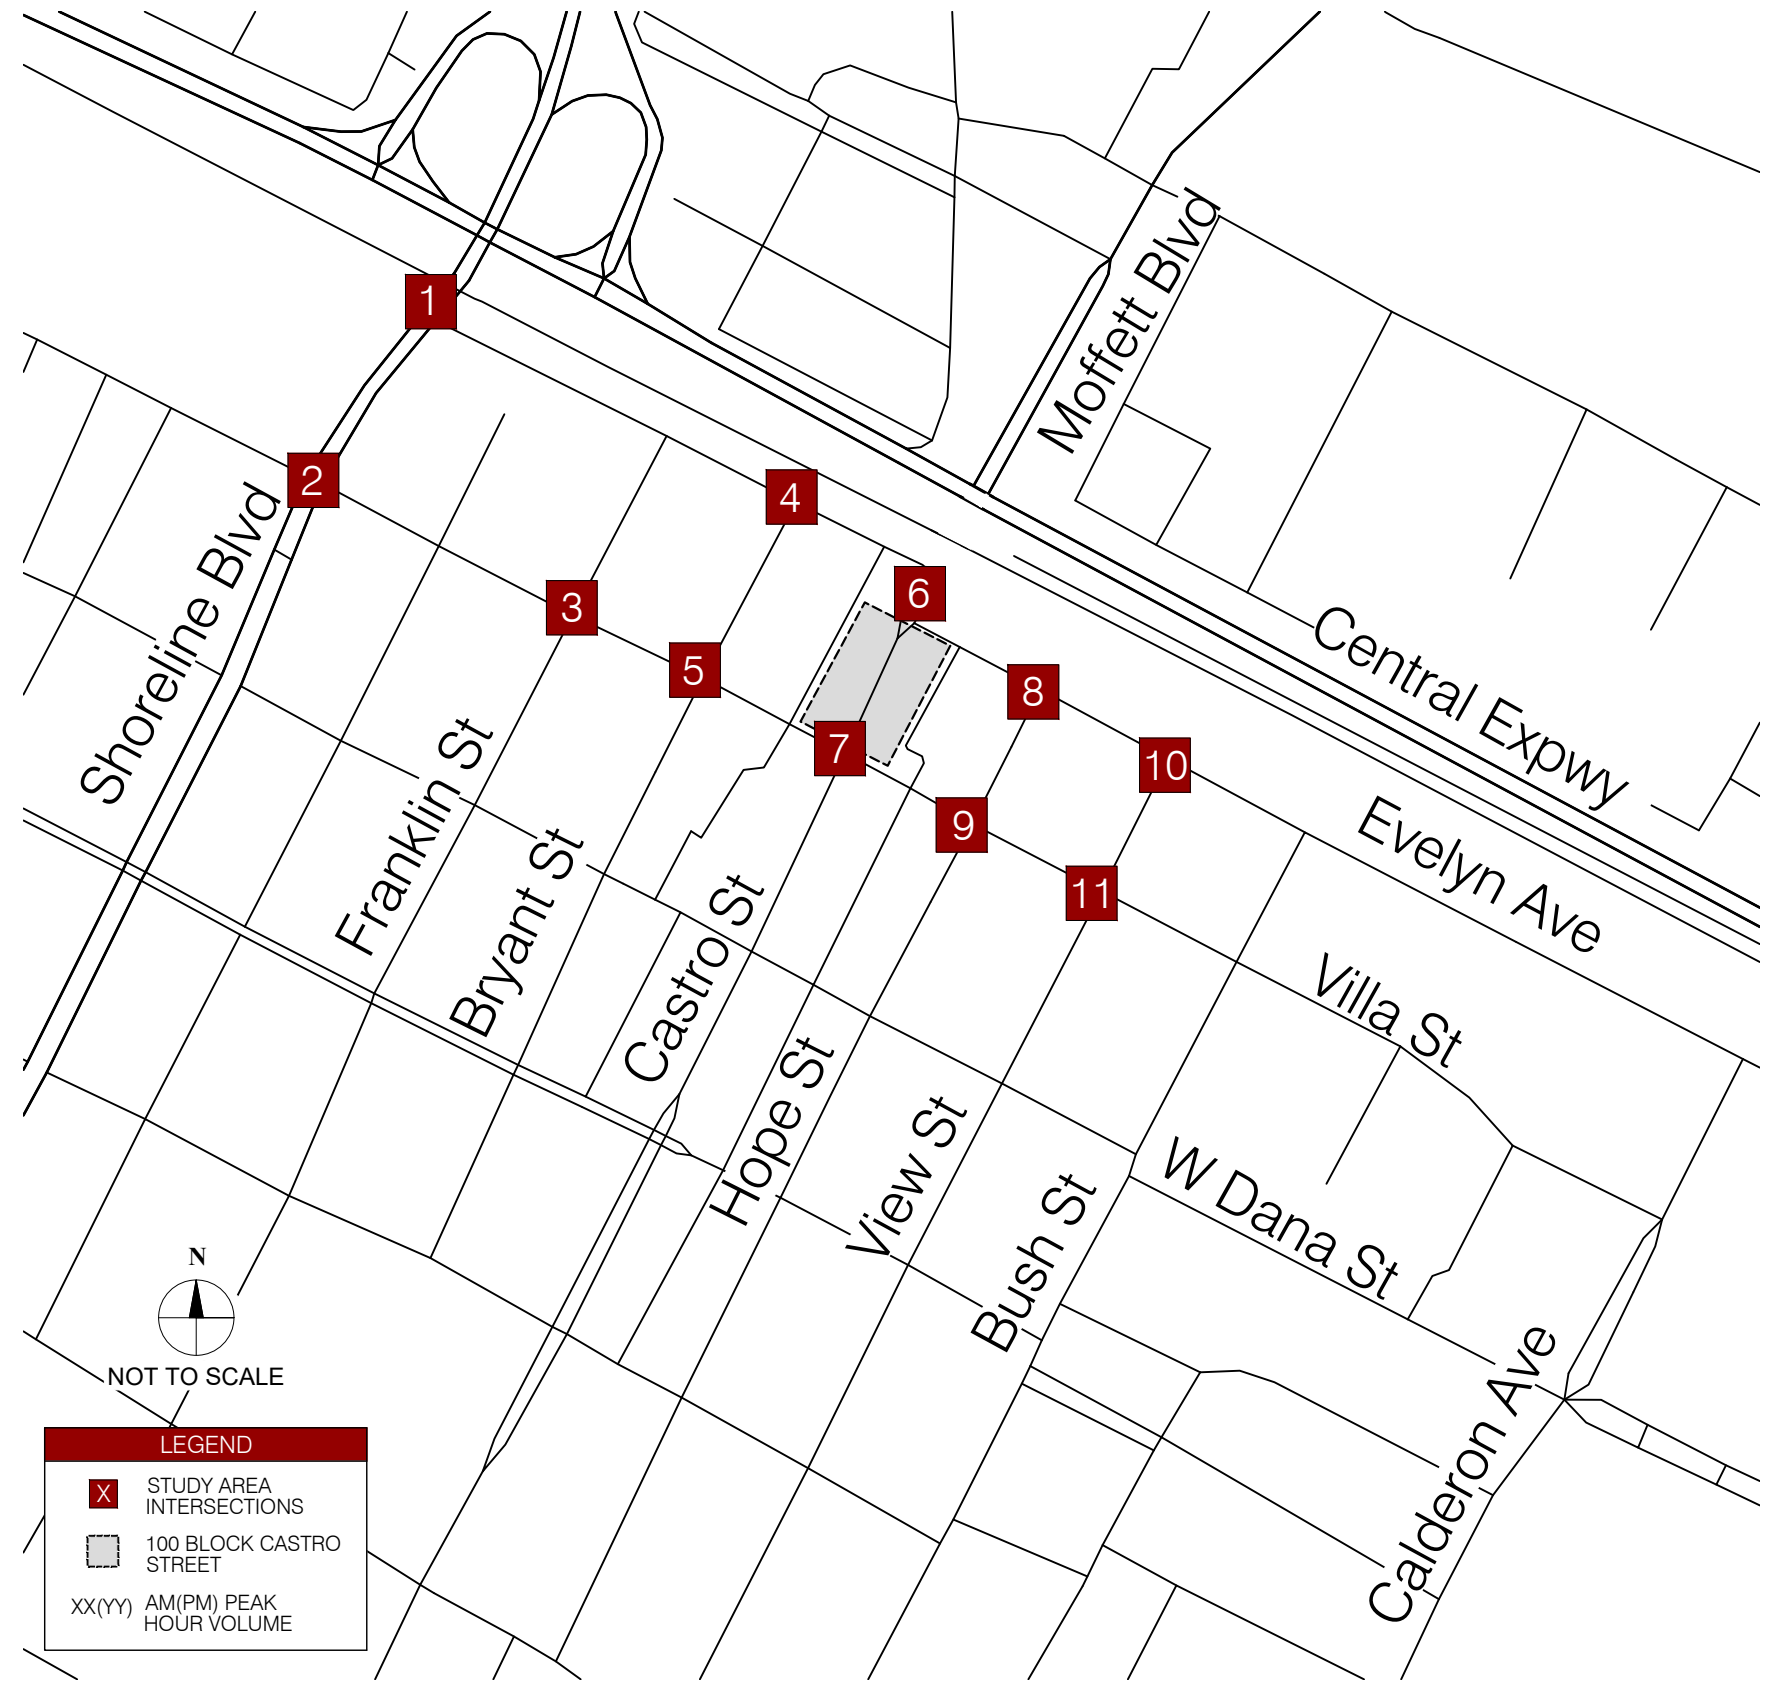 Moffett Blvd
1
2
4
Shoreline Blvd
3
6
Central Expwy
5
8
7
10
Franklin St
9
Evelyn Ave
11
Bryant St
Castro St
Villa St
Hope St
View St
W Dana St
Bush St
N
NOT TO SCALE
Calderon Ave
LEGEND
X
STUDY AREA
INTERSECTIONS
100 BLOCK CASTRO
STREET
XX(YY) AM(PM) PEAK
HOUR VOLUME